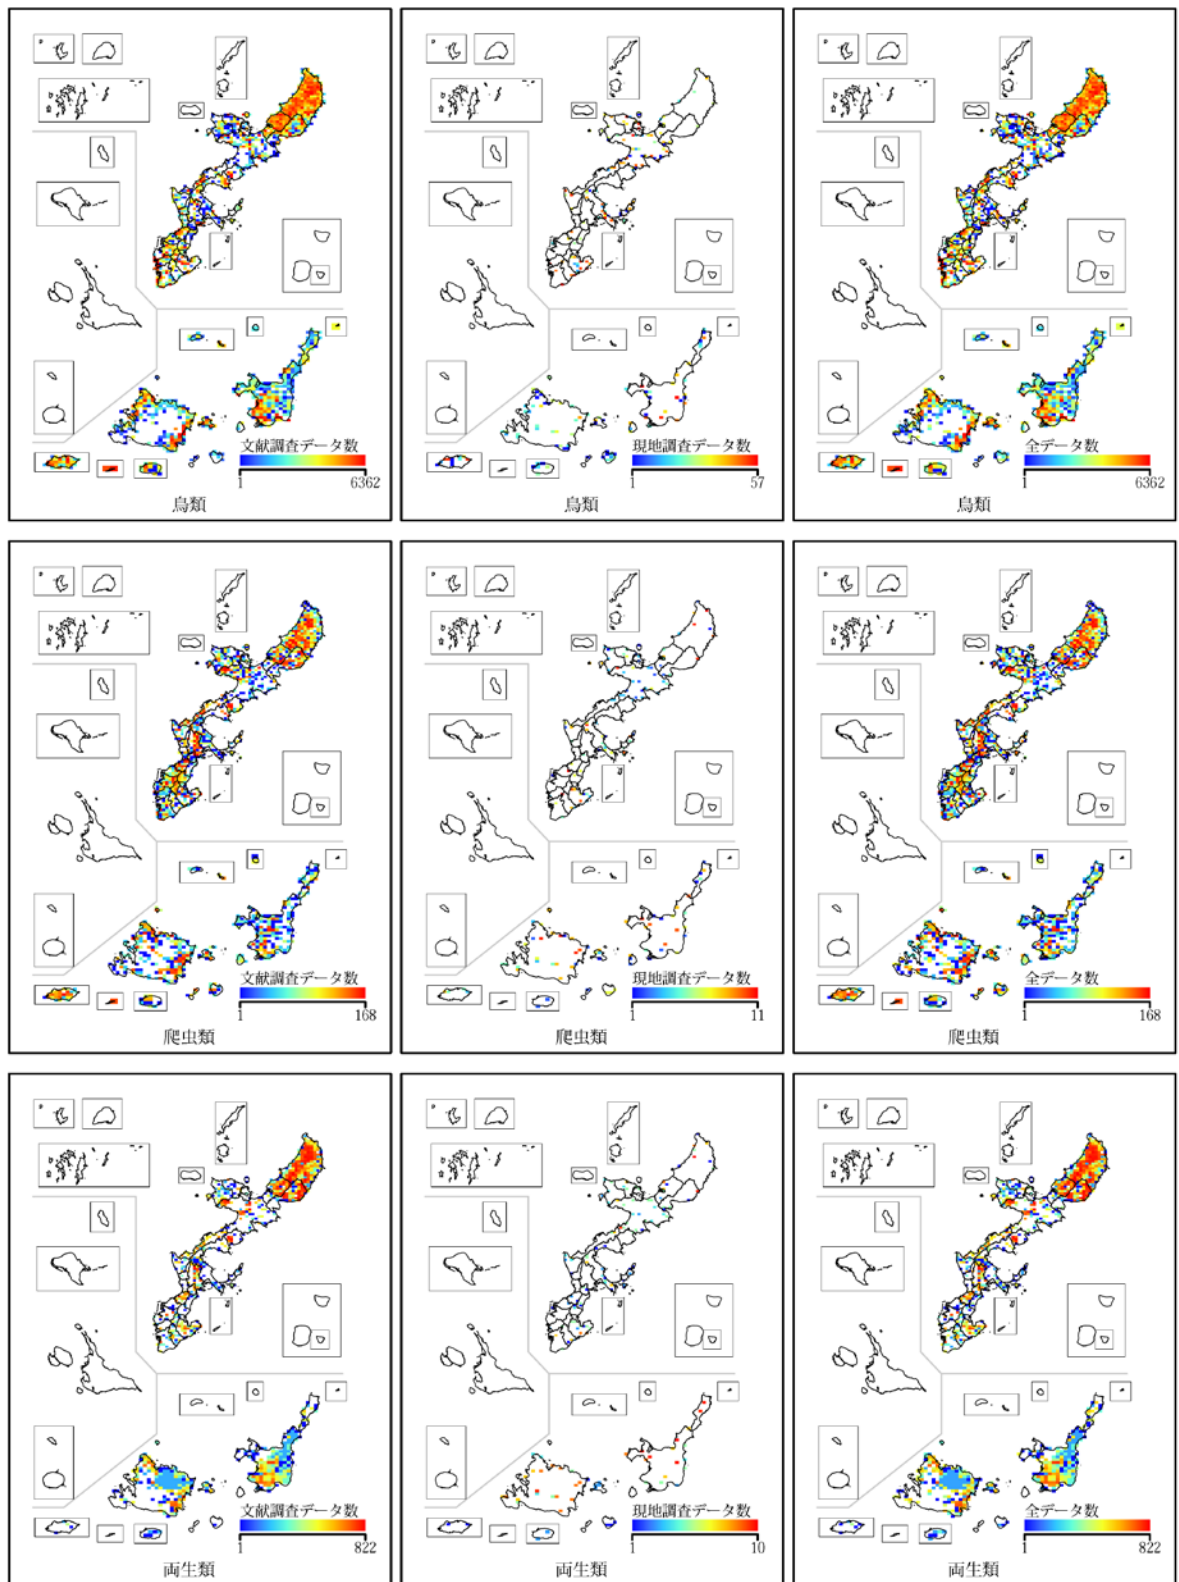 文献調査データ数
1 6362
鳥類
現地調査データ数
1 57
鳥類
全データ数
1 6362
鳥類
文献調査データ数
1 168
爬虫類
現地調査データ数
1 11
爬虫類
全データ数
1 168
爬虫類
文献調査データ数
1 822
両生類
現地調査データ数
1 10
両生類
全データ数
1 822
両生類